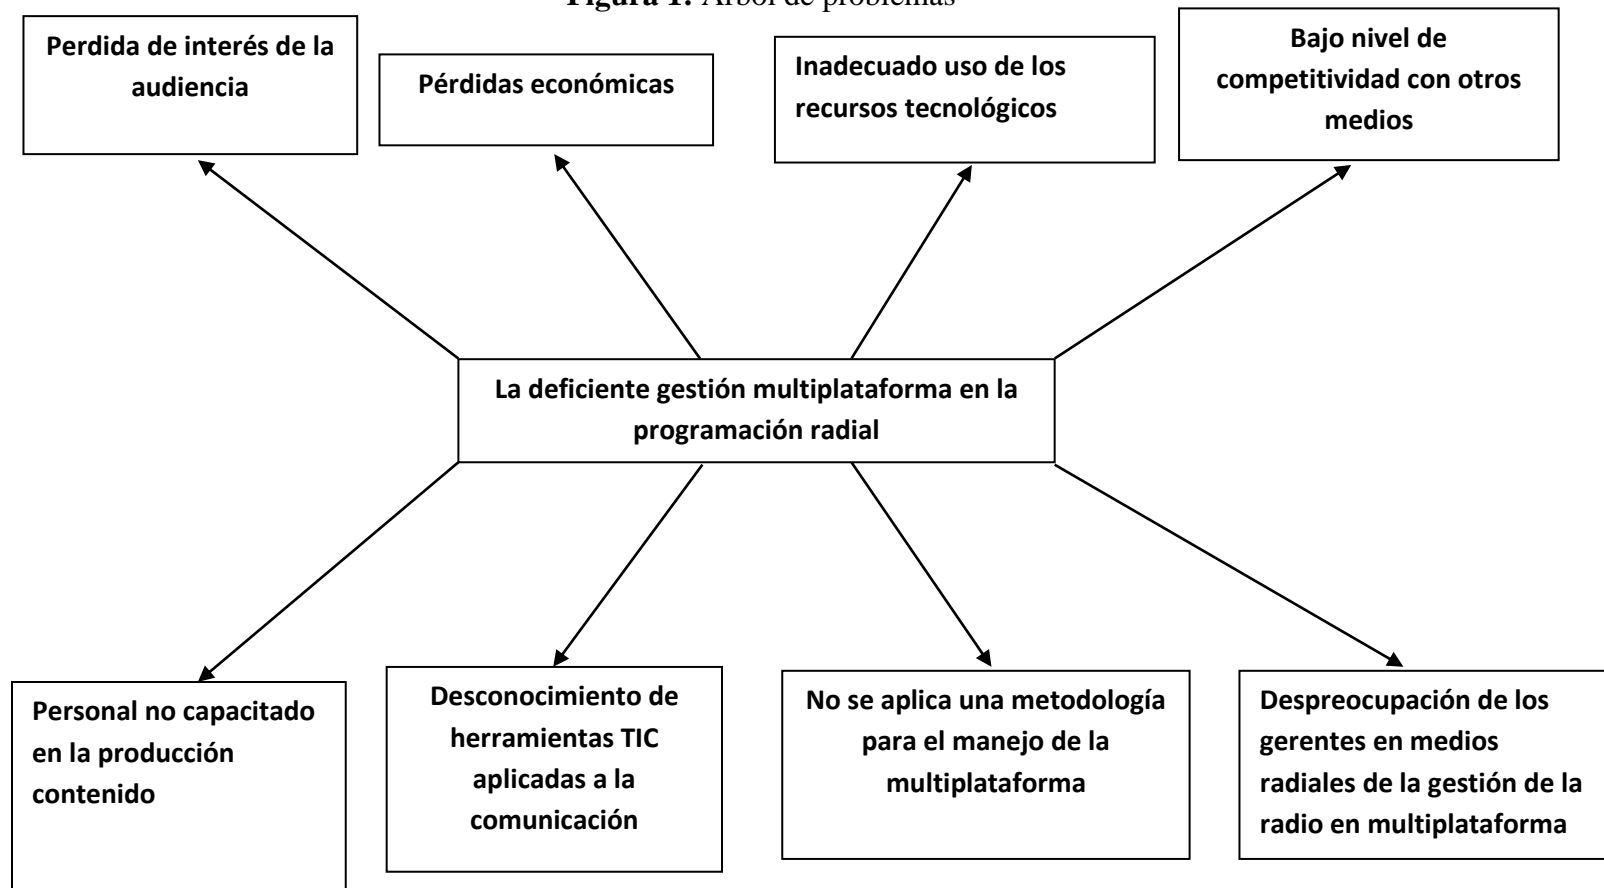 Figura 1: Árbol de problemas
Perdida de interés de la
audiencia
Pérdidas económicas
Inadecuado uso de los
recursos tecnológicos
Bajo nivel de
competitividad con otros
medios
La deficiente gestión multiplataforma en la
programación radial
Personal no capacitado
en la producción
contenido
Desconocimiento de
herramientas TIC
aplicadas a la
comunicación
No se aplica una metodología
para el manejo de la
multiplataforma
Despreocupación de los
gerentes en medios
radiales de la gestión de la
radio en multiplataforma